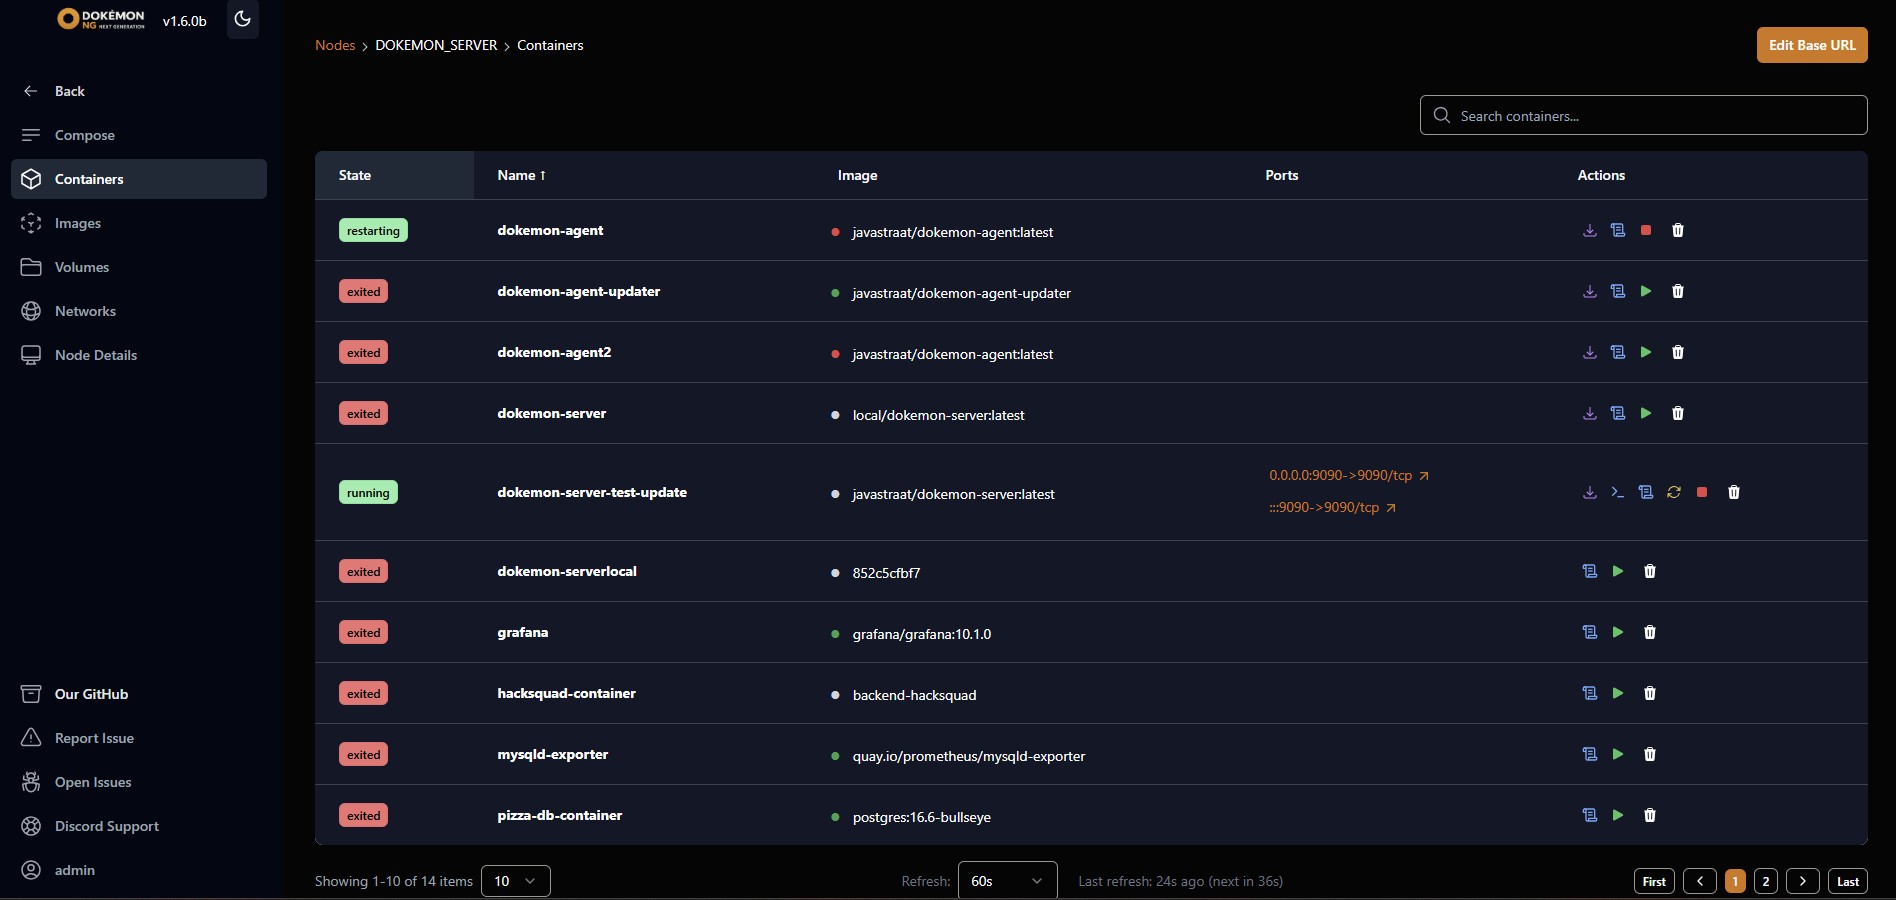 DOKÉMON
NG NEXT GENERATION
v1.6.0b
Back
Compose
Containers
Images
Volumes
Networks
Node Details
Our GitHub
Report Issue
Open Issues
Discord Support
admin
Nodes > DOKEMON_SERVER > Containers
Edit Base URL
Search containers...
State Name ↑ Image Ports Actions
restarting dokemon-agent javastraat/dokemon-agent:latest
exited dokemon-agent-updater javastraat/dokemon-agent-updater
exited dokemon-agent2 javastraat/dokemon-agent:latest
exited dokemon-server local/dokemon-server:latest
running dokemon-server-test-update javastraat/dokemon-server:latest 0.0.0.0:9090->9090/tcp
:::9090->9090/tcp
exited dokemon-serverlocal 852c5cfbf7
exited grafana grafana/grafana:10.1.0
exited hacksquad-container backend-hacksquad
exited mysqld-exporter quay.io/prometheus/mysqld-exporter
exited pizza-db-container postgres:16.6-bullseye
Showing 1-10 of 14 items 10 Refresh: 60s Last refresh: 24s ago (next in 36s) First < 1 2 > Last